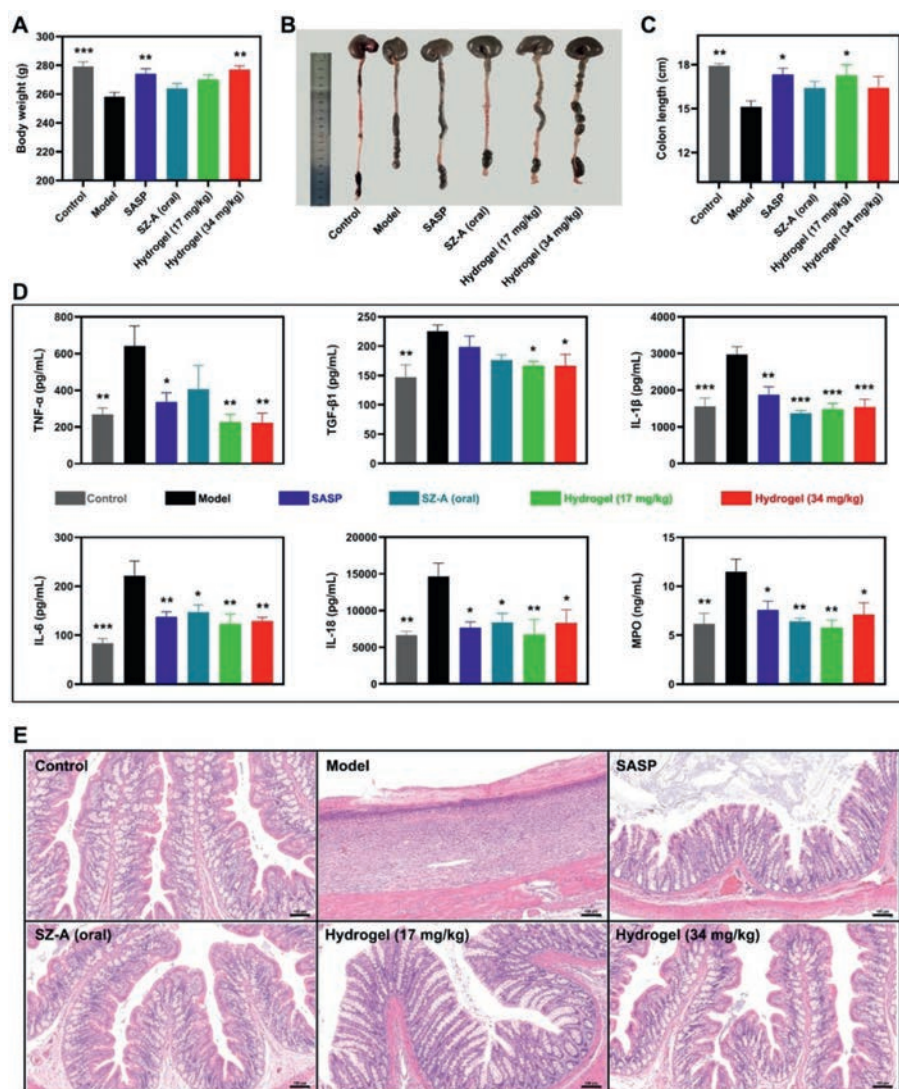 A
Body weight (g)
300
280
260
240
220
200
***
**
**
Control
Model
SASP
SZ-A (oral)
Hydrogel (17 mg/kg)
Hydrogel (34 mg/kg)
B
Control
Model
SASP
SZ-A (oral)
Hydrogel (17 mg/kg)
Hydrogel (34 mg/kg)
C
Colon length (cm)
18
15
12
**
*
*
Control
Model
SASP
SZ-A (oral)
Hydrogel (17 mg/kg)
Hydrogel (34 mg/kg)
D
TNF-α (pg/mL)
800
600
400
200
0
**
*
**
**
TGF-β1 (pg/mL)
250
200
150
100
50
0
**
*
*
IL-1β (pg/mL)
4000
3000
2000
1000
0
***
**
***
***
***
Control
Model
SASP
SZ-A (oral)
Hydrogel (17 mg/kg)
Hydrogel (34 mg/kg)
IL-6 (pg/mL)
300
200
100
0
***
**
*
**
**
IL-18 (pg/mL)
20000
15000
10000
5000
0
**
*
*
**
*
MPO (ng/mL)
15
10
5
0
**
*
**
**
*
E
Control
Model
SASP
SZ-A (oral)
Hydrogel (17 mg/kg)
Hydrogel (34 mg/kg)